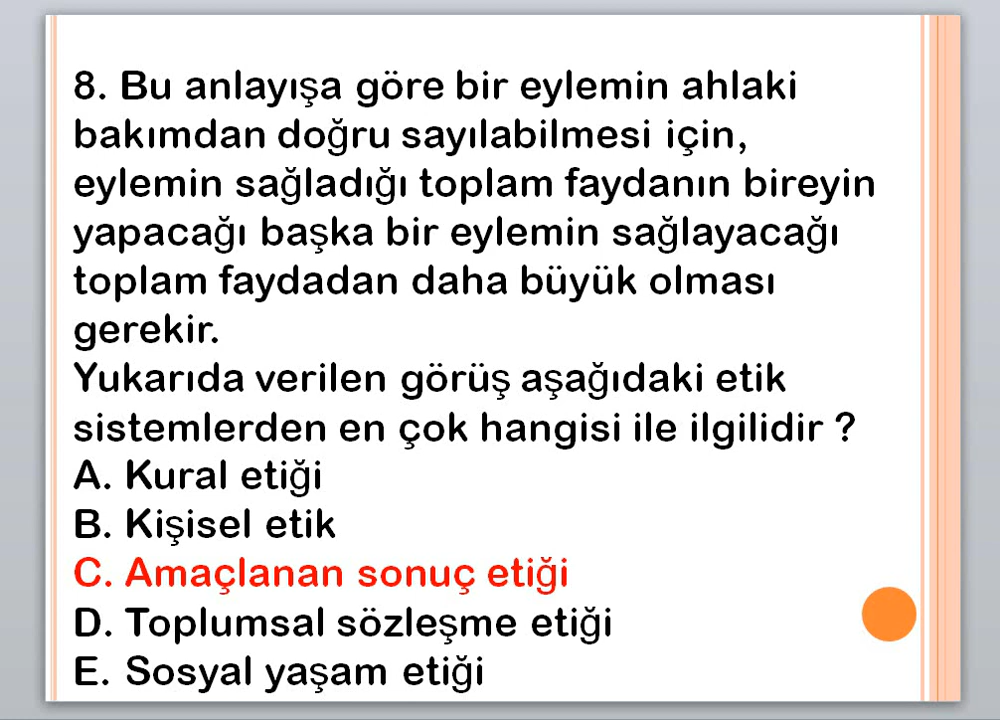 8. Bu anlayışa göre bir eylemin ahlaki
bakımdan doğru sayılabilmesi için,
eylemin sağladığı toplam faydanın bireyin
yapacağı başka bir eylemin sağlayacağı
toplam faydadan daha büyük olması
gerekir.
Yukarıda verilen görüş aşağıdaki etik
sistemlerden en çok hangisi ile ilgilidir ?
A. Kural etiği
B. Kişisel etik
C. Amaçlanan sonuç etiği
D. Toplumsal sözleşme etiği
E. Sosyal yaşam etiği